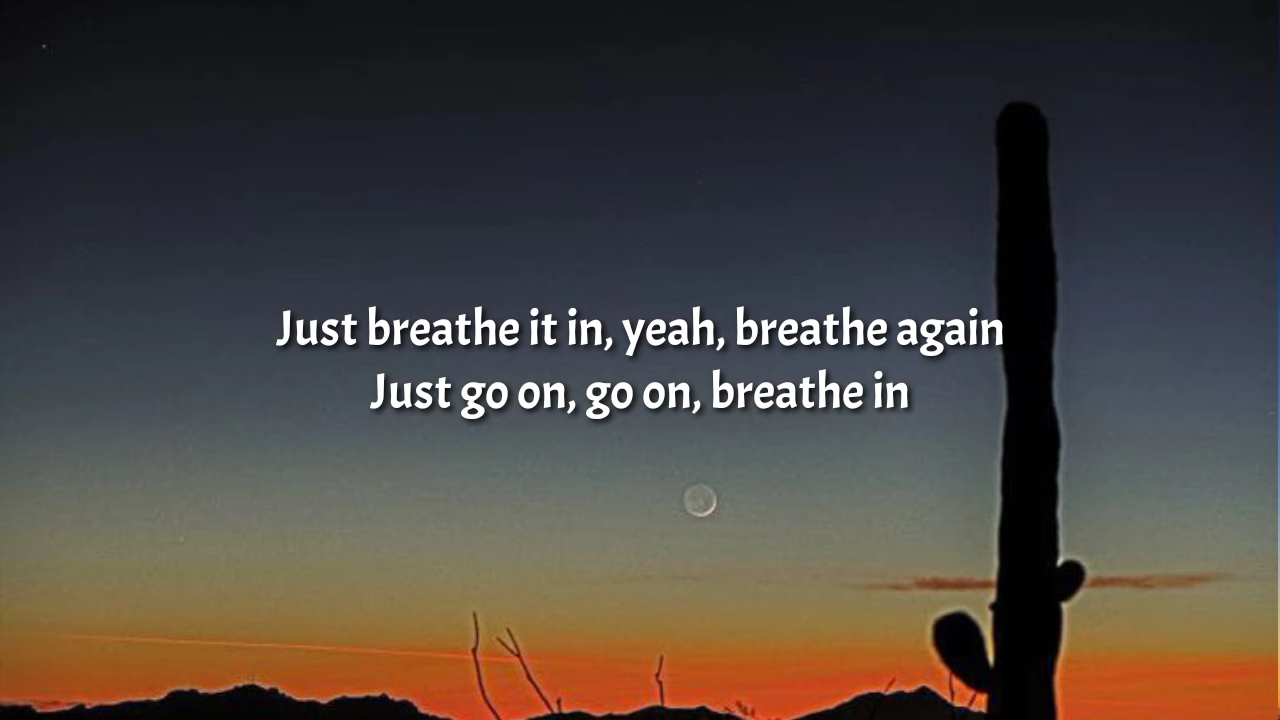 Just breathe it in, yeah, breathe again
Just go on, go on, breathe in